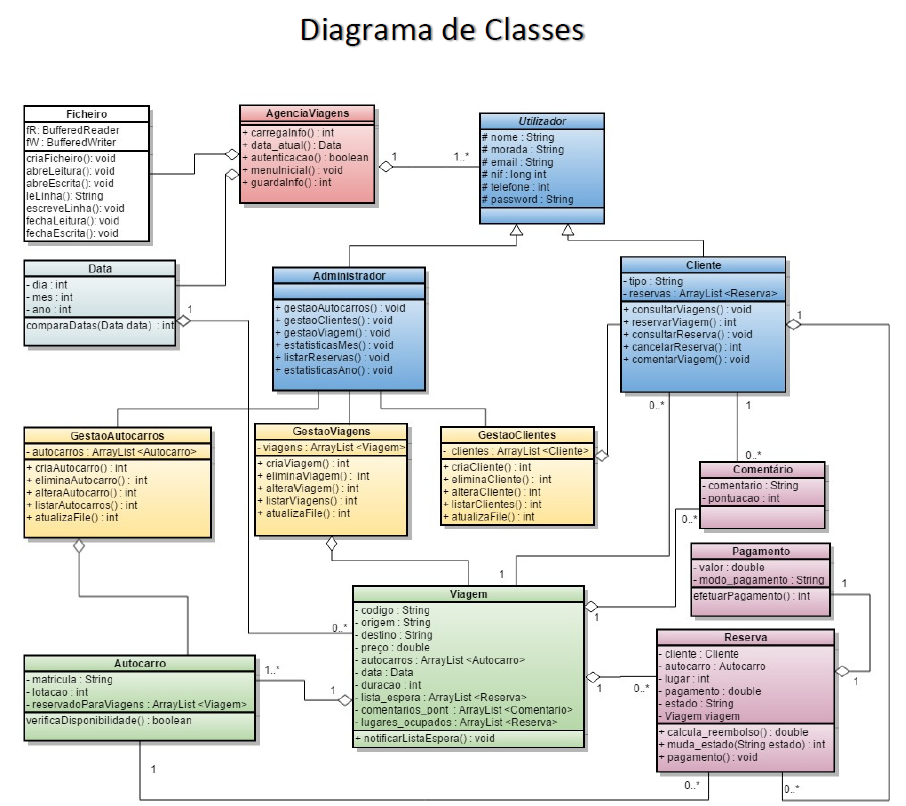 Diagrama de Classes
Ficheiro
fR: BufferedReader
fW: BufferedWriter
criaFicheiro(): void
abreLeitura(): void
abreEscrita(): void
leLinha(): String
escreveLinha(): void
fechaLeitura(): void
fechaEscrita(): void
AgenciaViagens
+ carregaInfo() : int
+ data_atual() : Data
+ autenticacao() : boolean
+ menuInicial() : void
+ guardaInfo() : int
1
1..*
Utilizador
# nome : String
# morada : String
# email : String
# nif : long int
# telefone : int
# password : String
Data
- dia : int
- mes : int
- ano : int
comparaDatas(Data data) : int
1
Administrador
+ gestaoAutocarros() : void
+ gestaoClientes() : void
+ gestaoViagem() : void
+ estatisticasMes() : void
+ listarReservas() : void
+ estatisticasAno() : void
Cliente
- tipo : String
- reservas : ArrayList <Reserva>
+ consultarViagens() : void
+ reservarViagem() : int
+ consultarReserva() : void
+ cancelarReserva() : int
+ comentarViagem() : void
1
0..*
1
GestaoAutocarros
- autocarros : ArrayList <Autocarro>
+ criaAutocarro() : int
+ eliminaAutocarro() : int
+ alteraAutocarro() : int
+ listarAutocarros() : int
+ atualizaFile() : int
GestaoViagens
- viagens : ArrayList <Viagem>
+ criaViagem() : int
+ eliminaViagem() : int
+ alteraViagem() : int
+ listarViagens() : int
+ atualizaFile() : int
GestaoClientes
- clientes : ArrayList <Cliente>
+ criaCliente() : int
+ eliminaCliente() : int
+ alteraCliente() : int
+ listarClientes() : int
+ atualizaFile() : int
0..*
Comentário
- comentario : String
- pontuacao : int
0..*
Pagamento
- valor : double
- modo_pagamento : String
efetuarPagamento() : int
1
1
Viagem
- codigo : String
- origem : String
- destino : String
- preço : double
- autocarros : ArrayList <Autocarro>
- data : Data
- duracao : int
- lista_espera : ArrayList <Reserva>
- comentarios_pont : ArrayList <Comentario>
- lugares_ocupados : ArrayList <Reserva>
+ notificarListaEspera() : void
0..*
1
1
1
0..*
Autocarro
- matricula : String
- lotacao : int
- reservadoParaViagens : ArrayList <Viagem>
verificaDisponibilidade() : boolean
1..*
1
Reserva
- cliente : Cliente
- autocarro : Autocarro
- lugar : int
- pagamento : double
- estado : String
- Viagem viagem
+ calcula_reembolso() : double
+ muda_estado(String estado) : int
+ pagamento() : void
1
0..*
0..*